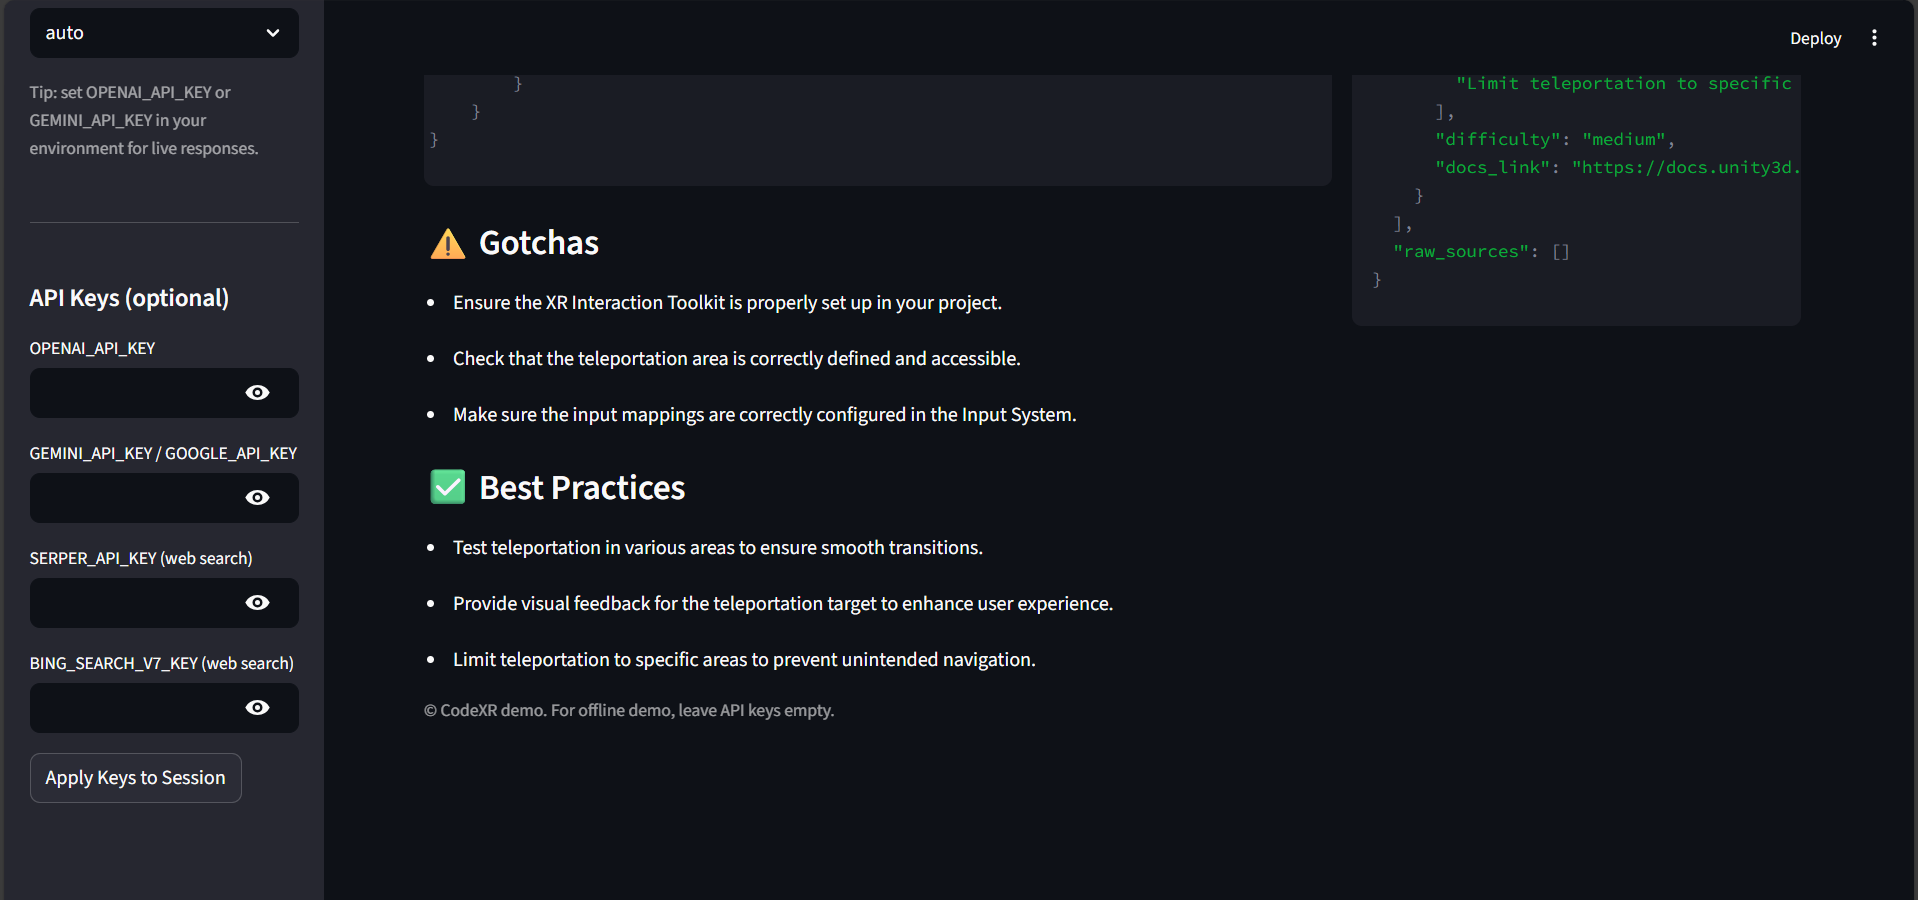 auto
Tip: set OPENAI_API_KEY or
GEMINI_API_KEY in your
environment for live responses.
API Keys (optional)
OPENAI_API_KEY
GEMINI_API_KEY / GOOGLE_API_KEY
SERPER_API_KEY (web search)
BING_SEARCH_V7_KEY (web search)
Apply Keys to Session
Deploy
}
}
}
Gotchas
Ensure the XR Interaction Toolkit is properly set up in your project.
Check that the teleportation area is correctly defined and accessible.
Make sure the input mappings are correctly configured in the Input System.
Best Practices
Test teleportation in various areas to ensure smooth transitions.
Provide visual feedback for the teleportation target to enhance user experience.
Limit teleportation to specific areas to prevent unintended navigation.
© CodeXR demo. For offline demo, leave API keys empty.
"Limit teleportation to specific
],
"difficulty": "medium",
"docs_link": "https://docs.unity3d.
}
],
"raw_sources": []
}